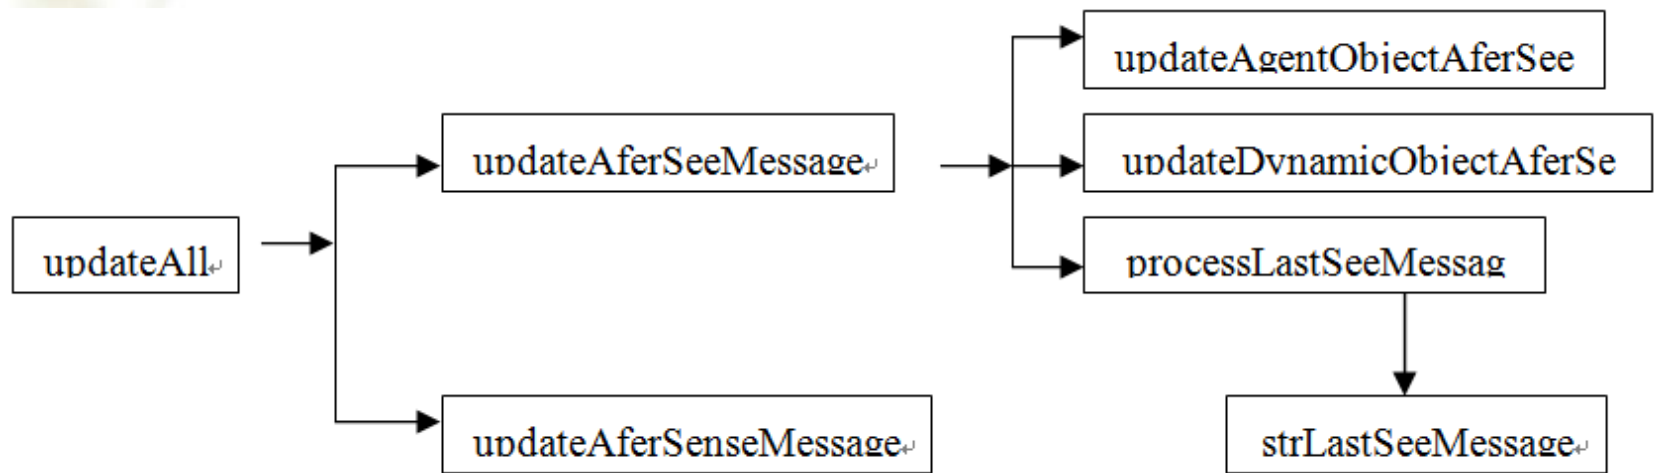 updateAgentObjectAferSee
updateAferSeeMessage↵
updateDynamicObjectAferSe
updateAll↵
processLastSeeMessag
updateAferSenseMessage↵
strLastSeeMessage↵